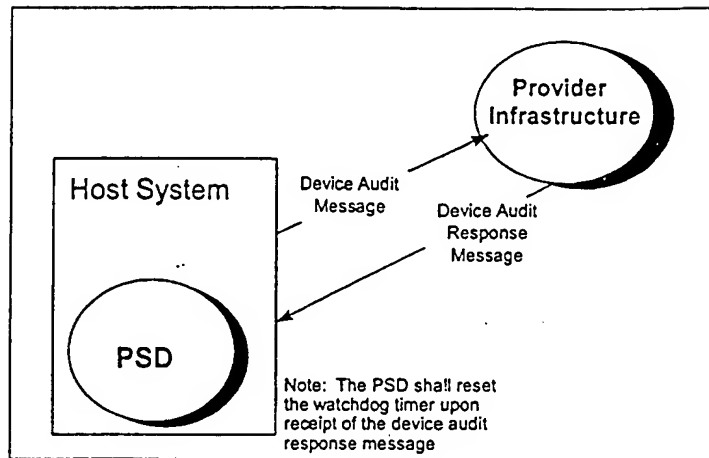 Provider
Infrastructure
Host System
Device Audit
Message
Device Audit
Response
Message
PSD
Note: The PSD shall reset
the watchdog timer upon
receipt of the device audit
response message